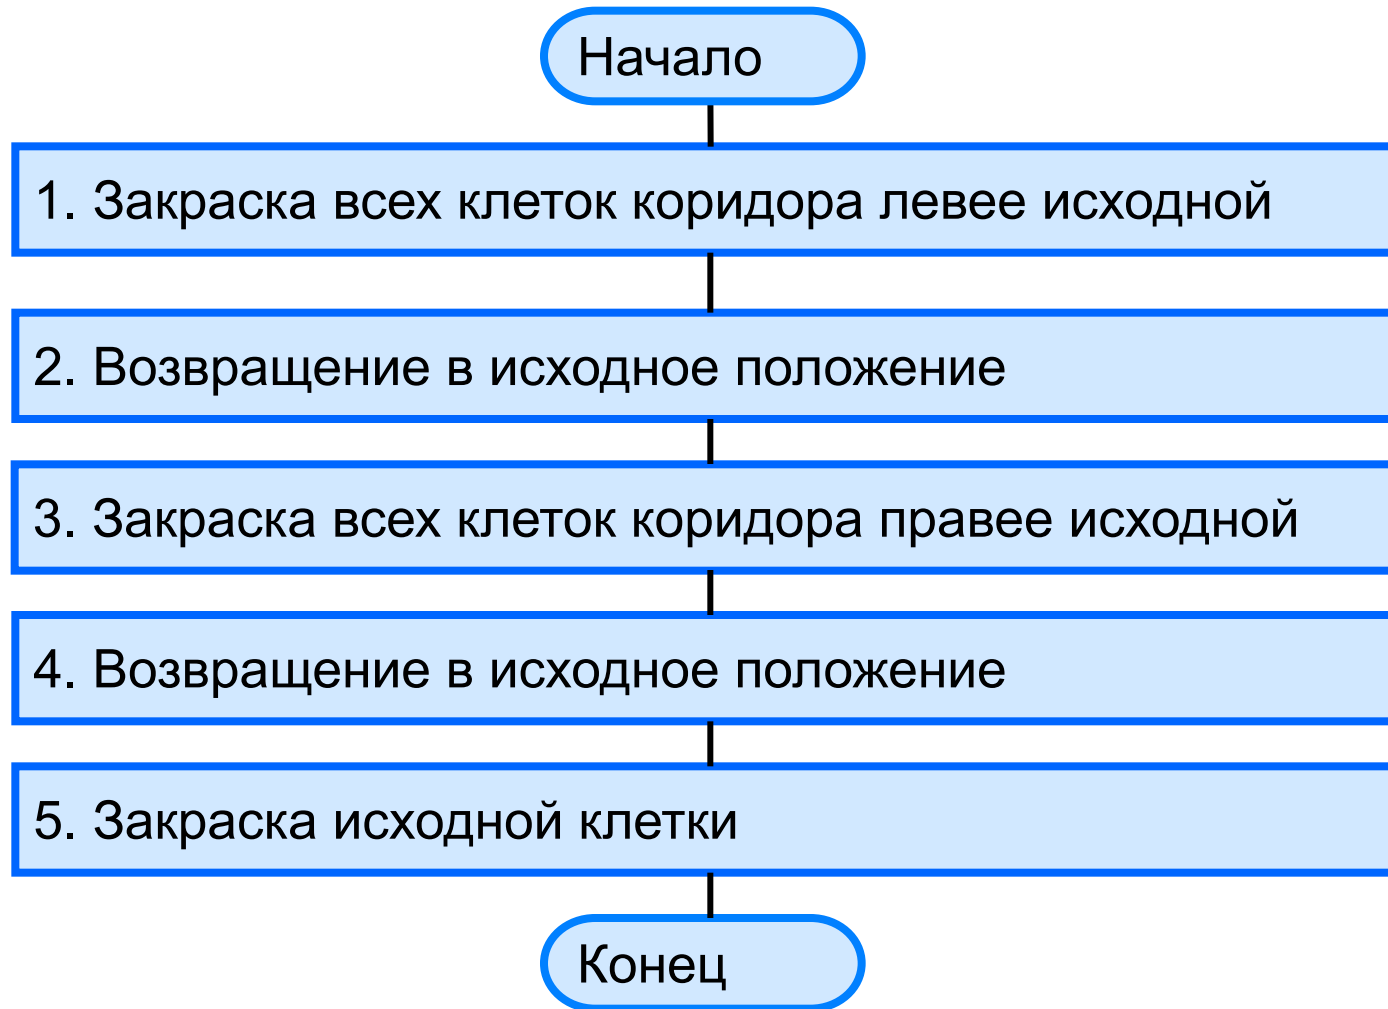 Начало
1. Закраска всех клеток коридора левее исходной
2. Возвращение в исходное положение
3. Закраска всех клеток коридора правее исходной
4. Возвращение в исходное положение
5. Закраска исходной клетки
Конец